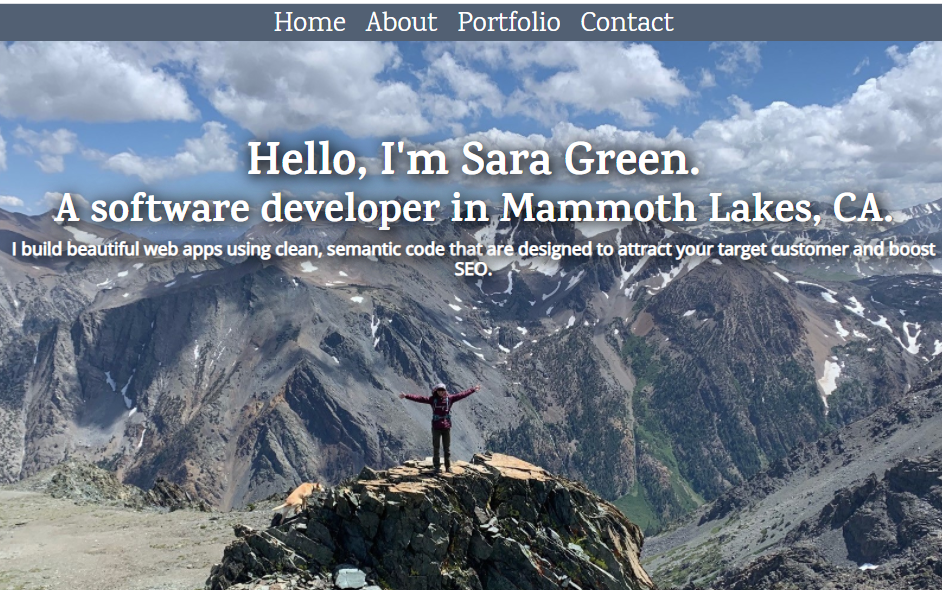 Home About Portfolio Contact
Hello, I'm Sara Green.
A software developer in Mammoth Lakes, CA.
I build beautiful web apps using clean, semantic code that are designed to attract your target customer and boost
SEO.